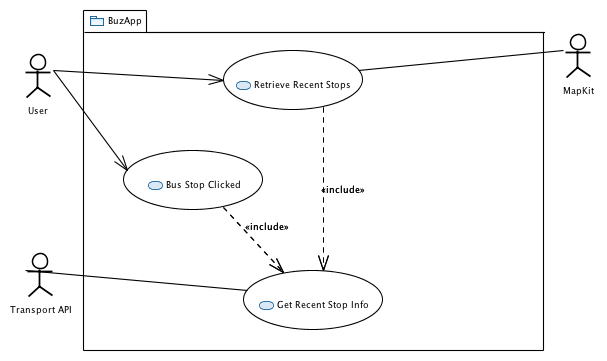 BuzApp
Retrieve Recent Stops
User
MapKit
Bus Stop Clicked
«include»
«include»
Get Recent Stop Info
Transport API